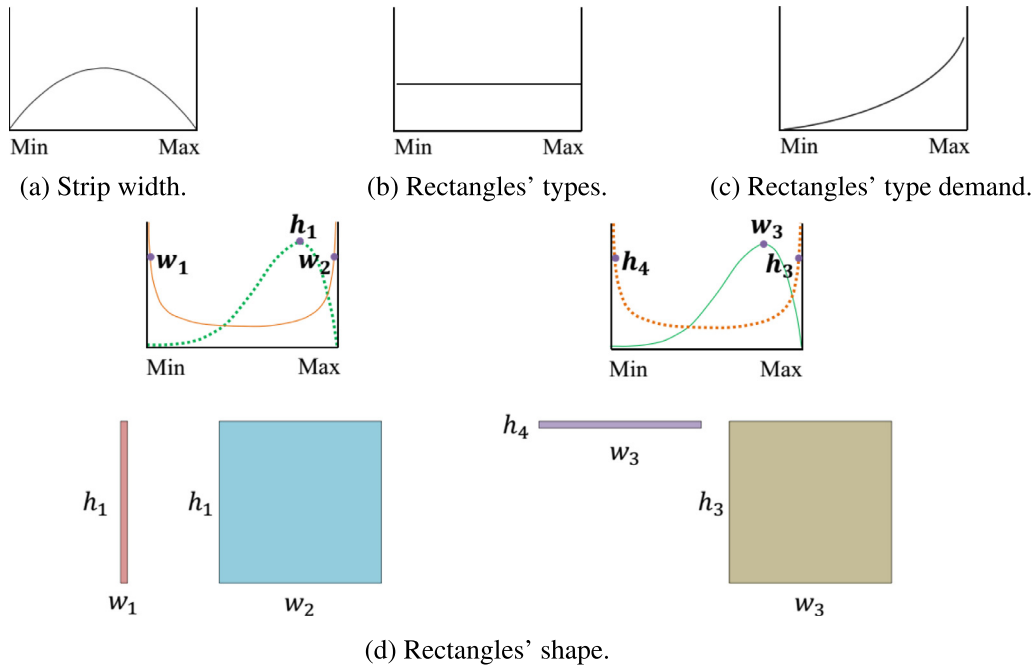 Min Max Min Max Min Max
(a) Strip width. (b) Rectangles' types. (c) Rectangles' type demand.
h₁ w₃
w₁ w₂ h₄ h₃
Min Max Min Max
h₄
w₃
h₁ h₁ h₃
w₁ w₂ w₃
(d) Rectangles' shape.